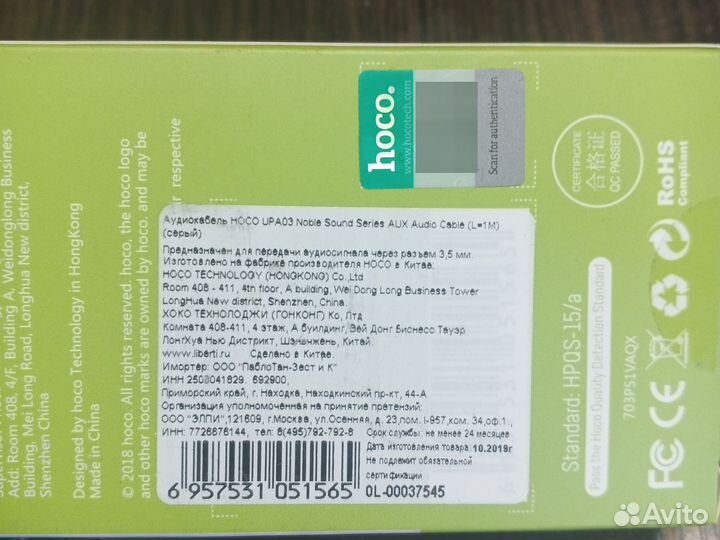 hoco.
www.hocotech.com
Scan for authentication
CERTIFICATE
合格证
QC PASSED
RoHS
Compliant
Standard: HPQS-15/a
Pass the Hoco Quality Detection Standard
703PS1VAQX
FC CE
Add: Room 408, 4/F, Building A, Weidonglong Business
Building, Mei Long Road, Longhua New district,
Shenzhen China
Designed by hoco Technology in HongKong
Made in China
© 2018 hoco. All rights reserved. hoco, the hoco logo
and other hoco marks are owned by hoco. and may be
respective
Аудиокабель HOCO UPA03 Noble Sound Series AUX Audio Cable (L=1M)
(серый)
Предназначен для передачи аудиосигнала через разъем 3,5 мм.
Изготовлено на фабрике производителя HOCO в Китае:
HOCO TECHNOLOGY (HONGKONG) Co.,Ltd
Room 408 - 411, 4th floor, A building, Wei Dong Long Business Tower
LongHua New district, Shenzhen, China.
ХОКО ТЕХНОЛОДЖИ (ГОНКОНГ) Ко, Лтд
Комната 408-411, 4 этаж, А буилдинг, Вей Донг Бизнесс Тауэр
ЛонгХуа Нью Дистрикт, Шэньчжень, Китай.
www.liberti.ru Сделано в Китае.
Импортер: ООО "ПаблоТан-Зест и К"
ИНН 2508041829. 692900,
Приморский край, г. Находка, Находкинский пр-кт, 44-А
Организация уполномоченная на принятие претензий:
ООО "ЭЛПИ",121609, г.Москва, ул.Осенняя, д. 23,пом. I-957,ком. 34,оф.1.,
ИНН: 7726676144, тел: 8(495)792-792-8
Срок службы: не менее 24 месяцев
Дата изготовления товара: 10.2019г
Не подлежит обязательной
сертификации
6 957531 051565
0L-00037545
Avito